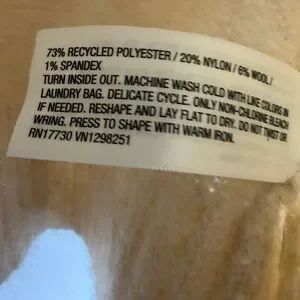 73% RECYCLED POLYESTER / 20% NYLON / 6% WOOL /
1% SPANDEX
TURN INSIDE OUT. MACHINE WASH COLD WITH LIKE COLORS IN
LAUNDRY BAG. DELICATE CYCLE. ONLY NON-CHLORINE BLEACH
IF NEEDED. RESHAPE AND LAY FLAT TO DRY. DO NOT TWIST OR
WRING. PRESS TO SHAPE WITH WARM IRON.
RN17730 VN1298251